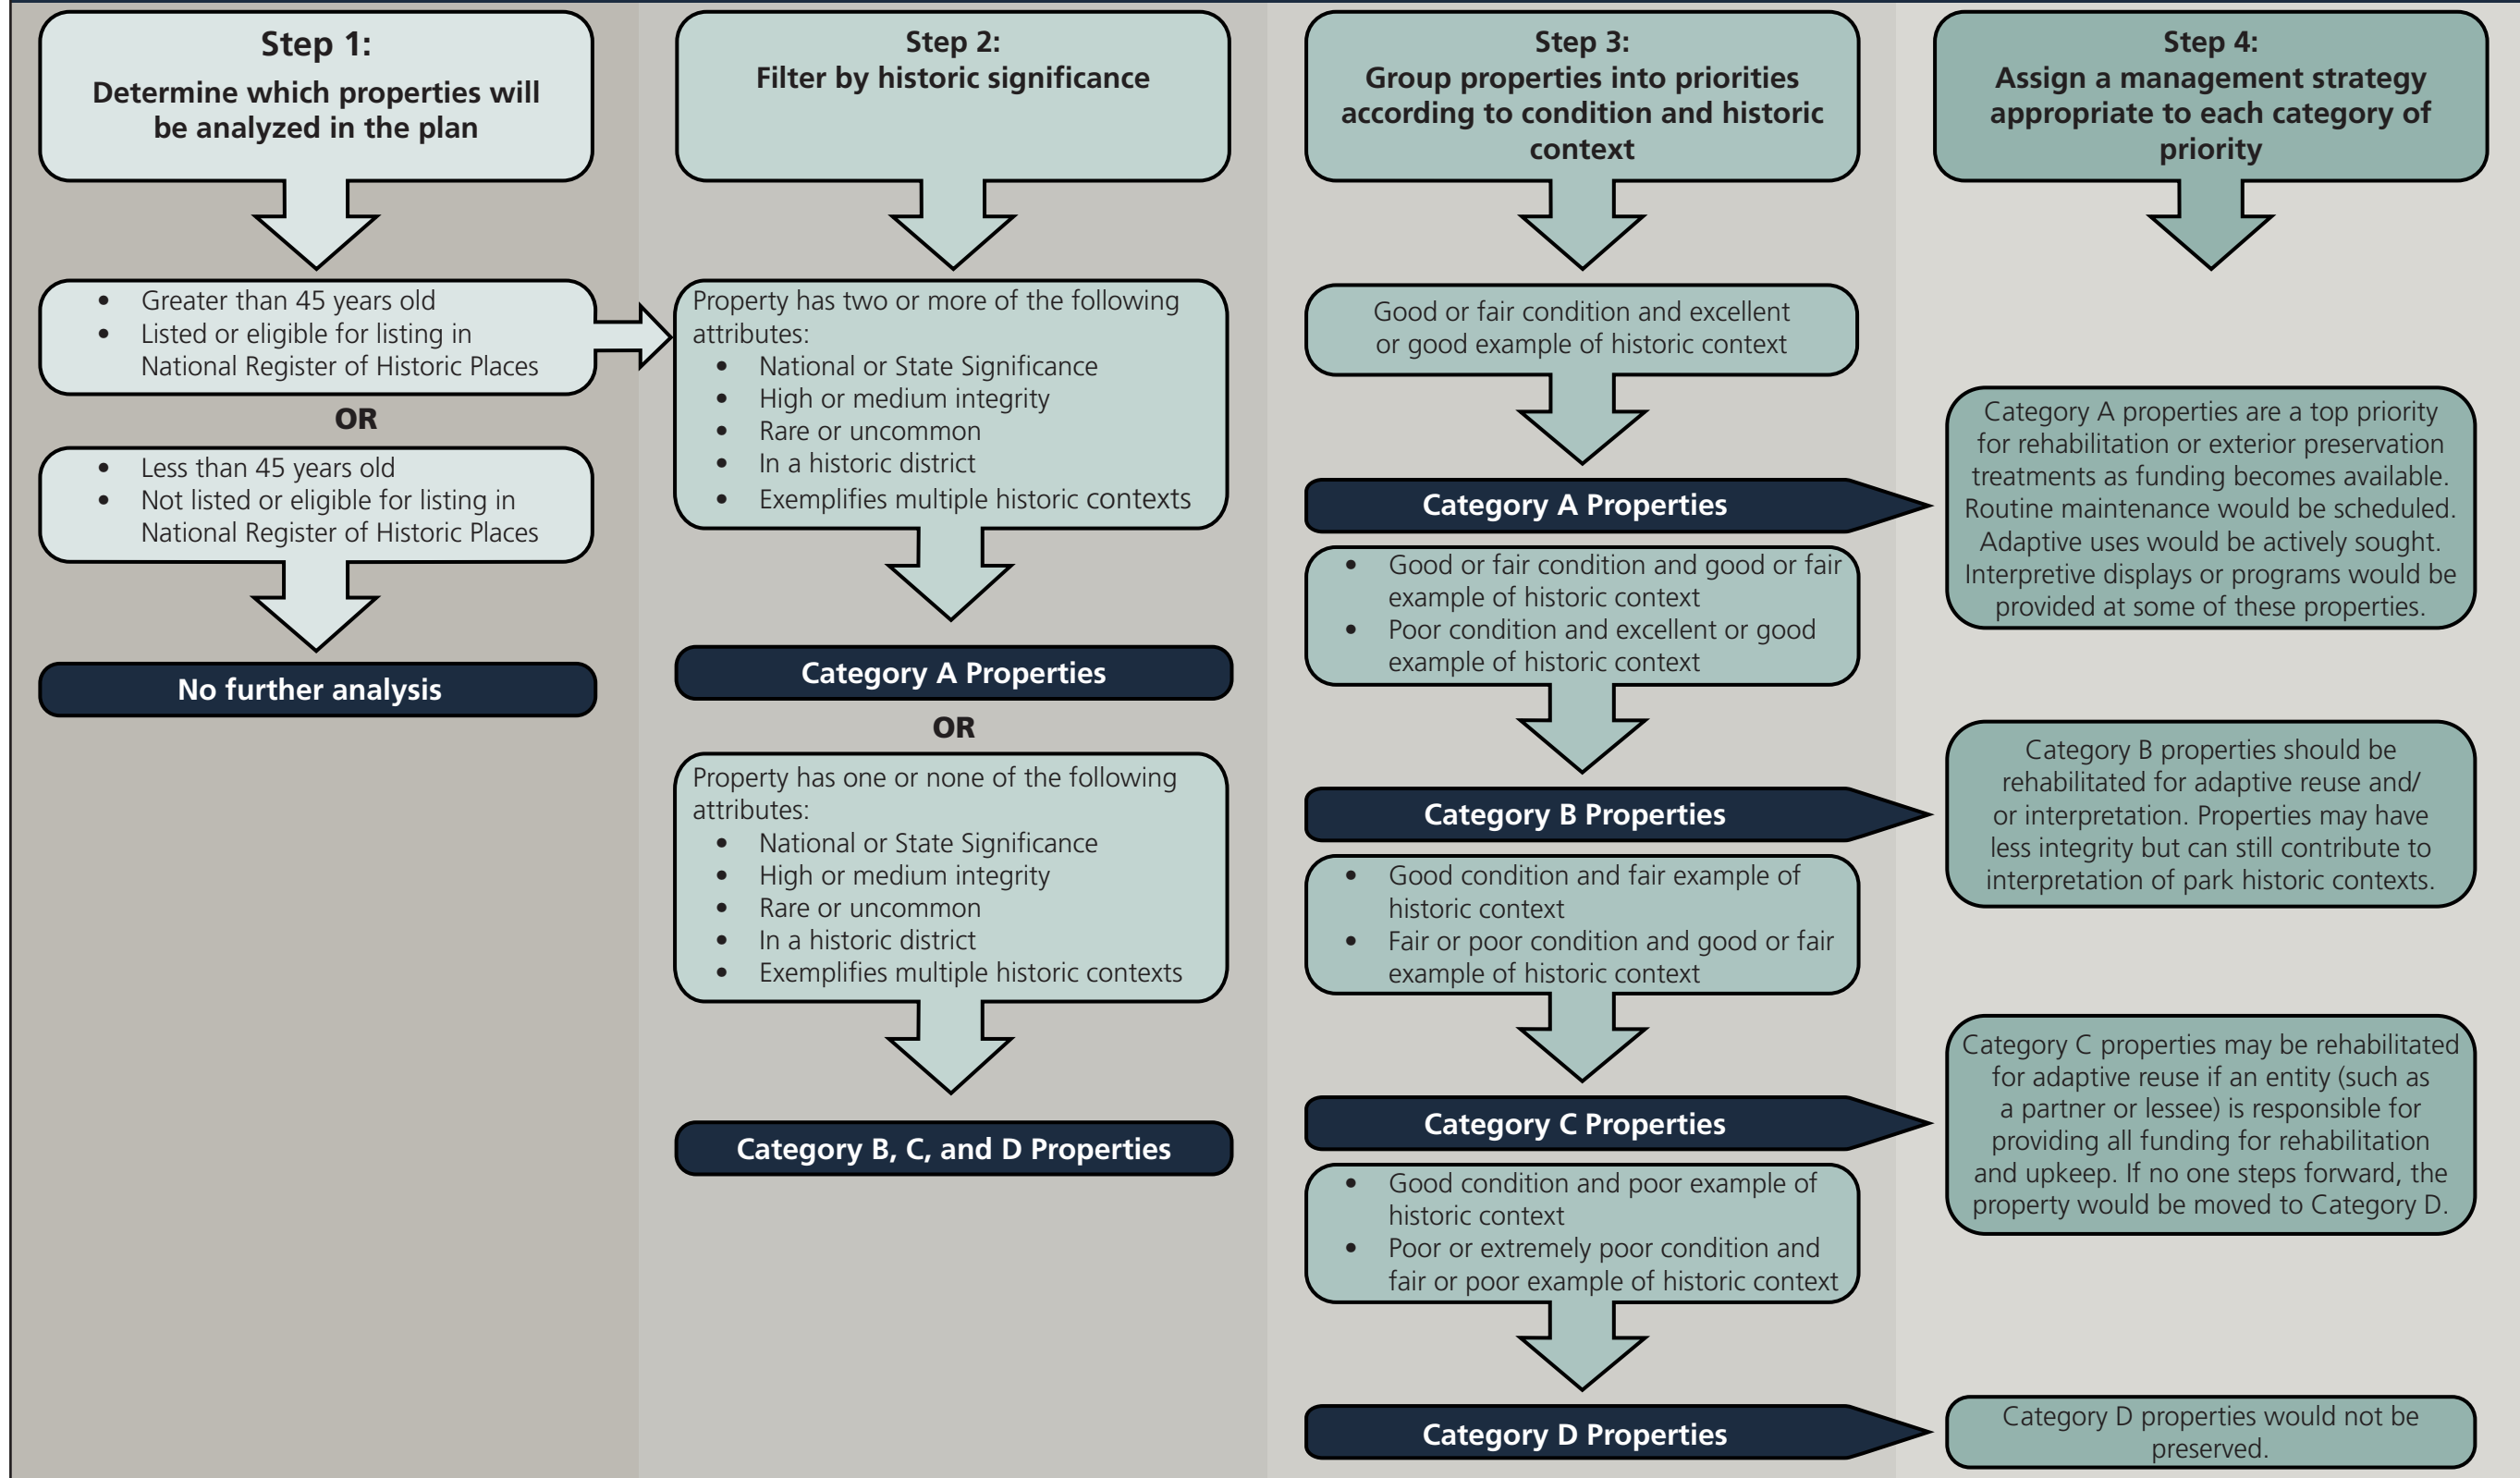 Step 1:
Determine which properties will
be analyzed in the plan
• Greater than 45 years old
• Listed or eligible for listing in
National Register of Historic Places
OR
• Less than 45 years old
• Not listed or eligible for listing in
National Register of Historic Places
No further analysis
Step 2:
Filter by historic significance
Property has two or more of the following
attributes:
• National or State Significance
• High or medium integrity
• Rare or uncommon
• In a historic district
• Exemplifies multiple historic contexts
Category A Properties
OR
Property has one or none of the following
attributes:
• National or State Significance
• High or medium integrity
• Rare or uncommon
• In a historic district
• Exemplifies multiple historic contexts
Category B, C, and D Properties
Step 3:
Group properties into priorities
according to condition and historic
context
Good or fair condition and excellent
or good example of historic context
Category A Properties
• Good or fair condition and good or fair
example of historic context
• Poor condition and excellent or good
example of historic context
Category B Properties
• Good condition and fair example of
historic context
• Fair or poor condition and good or fair
example of historic context
Category C Properties
• Good condition and poor example of
historic context
• Poor or extremely poor condition and
fair or poor example of historic context
Category D Properties
Step 4:
Assign a management strategy
appropriate to each category of
priority
Category A properties are a top priority
for rehabilitation or exterior preservation
treatments as funding becomes available.
Routine maintenance would be scheduled.
Adaptive uses would be actively sought.
Interpretive displays or programs would be
provided at some of these properties.
Category B properties should be
rehabilitated for adaptive reuse and/
or interpretation. Properties may have
less integrity but can still contribute to
interpretation of park historic contexts.
Category C properties may be rehabilitated
for adaptive reuse if an entity (such as
a partner or lessee) is responsible for
providing all funding for rehabilitation
and upkeep. If no one steps forward, the
property would be moved to Category D.
Category D properties would not be
preserved.